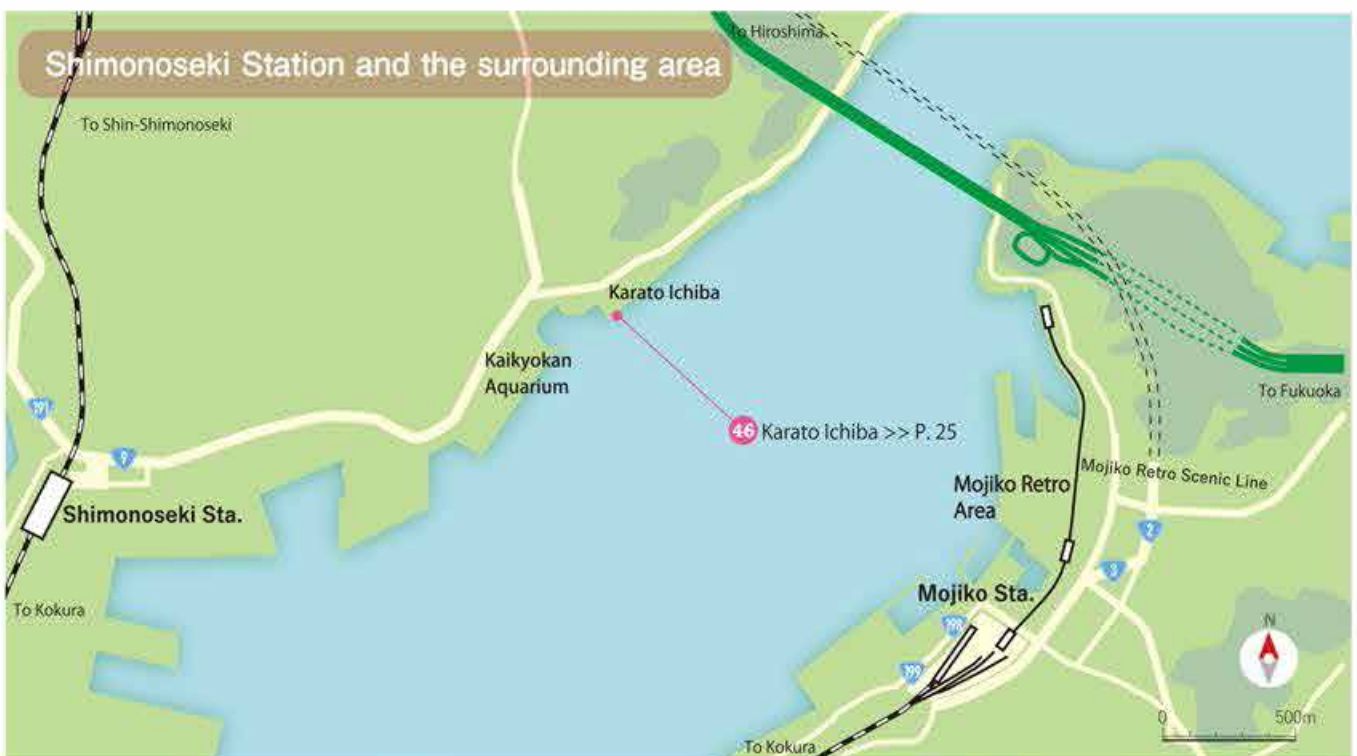 Shimonoseki Station and the surrounding area
To Hiroshima
To Shin-Shimonoseki
Karato Ichiba
Kaikyokan
Aquarium
To Fukuoka
191
46 Karato Ichiba >> P. 25
9
Mojiko Retro Scenic Line
Mojiko Retro
Area
Shimonoseki Sta.
2
3
Mojiko Sta.
To Kokura
198
N
199
0 500m
To Kokura